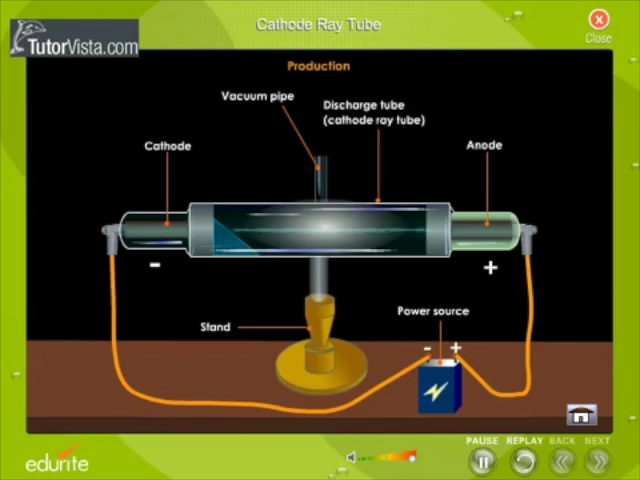 Cathode Ray Tube
X
Close
TutorVista.com
Production
Vacuum pipe
Discharge tube
(cathode ray tube)
Cathode
Anode
-
+
Power source
Stand
- +
PAUSE REPLAY BACK NEXT
edurite